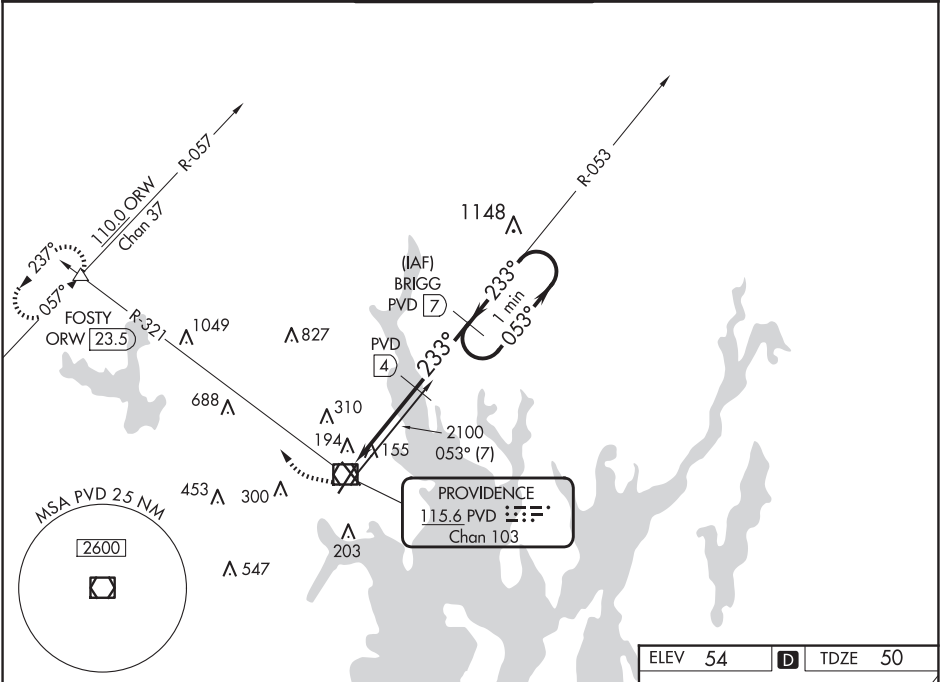 R-057
110.0 ORW
Chan 37
R-053
1148
237°
057°
(IAF)
BRIGG
PVD 7
233°
1 min
053°
FOSTY
ORW 23.5
R-321
1049
827
PVD
4
233°
688
310
194
155
2100
053° (7)
453
300
PROVIDENCE
115.6 PVD
Chan 103
203
547
MSA PVD 25 NM
2600
ELEV 54 D TDZE 50